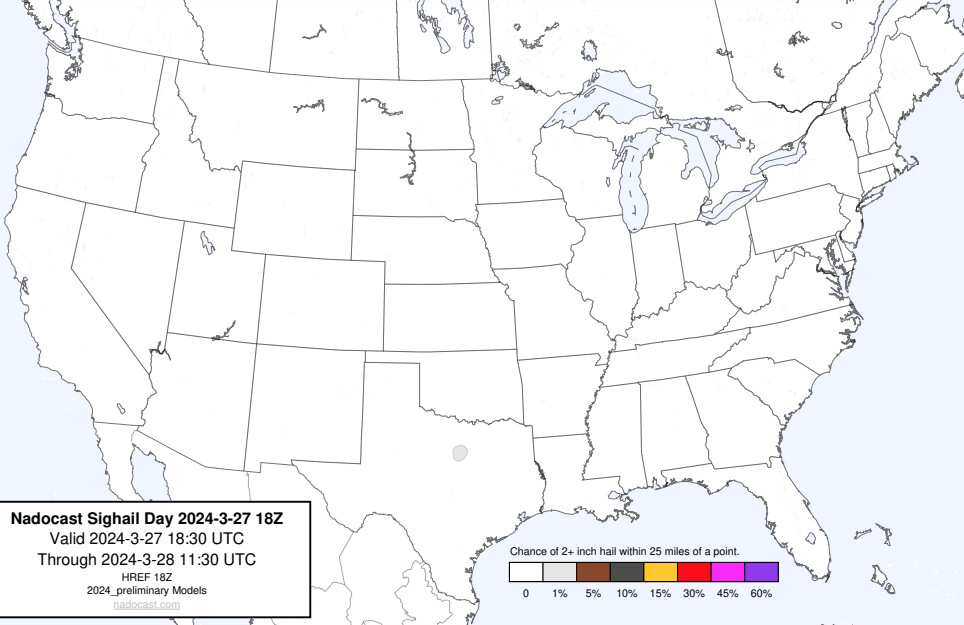 Nadocast Sighail Day 2024-3-27 18Z
Valid 2024-3-27 18:30 UTC
Through 2024-3-28 11:30 UTC
HREF 18Z
2024_preliminary Models
nadocast.com
Chance of 2+ inch hail within 25 miles of a point.
0 1% 5% 10% 15% 30% 45% 60%